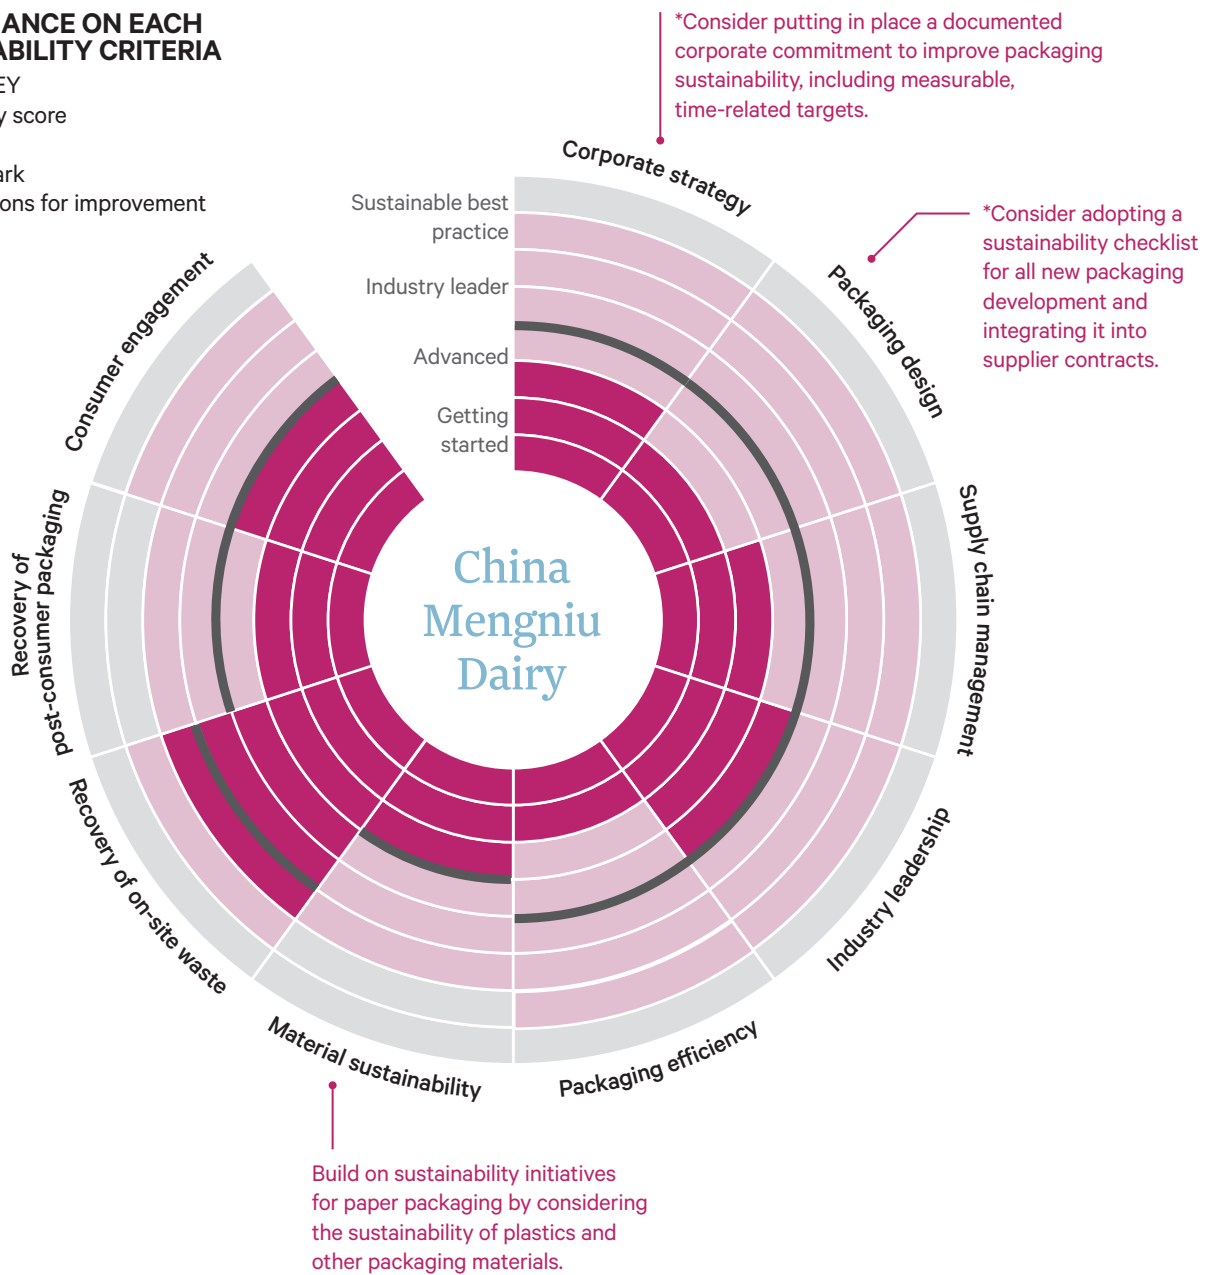 ANCE ON EACH
ABILITY CRITERIA
EY
y score
ark
ons for improvement
*Consider putting in place a documented
corporate commitment to improve packaging
sustainability, including measurable,
time-related targets.
Corporate strategy
Sustainable best
practice
Industry leader
Advanced
Getting
started
*Consider adopting a
sustainability checklist
for all new packaging
development and
integrating it into
supplier contracts.
Packaging design
Consumer engagement
Supply chain management
Recovery of
post-consumer packaging
China
Mengniu
Dairy
Industry leadership
Recovery of on-site waste
Material sustainability
Packaging efficiency
Build on sustainability initiatives
for paper packaging by considering
the sustainability of plastics and
other packaging materials.